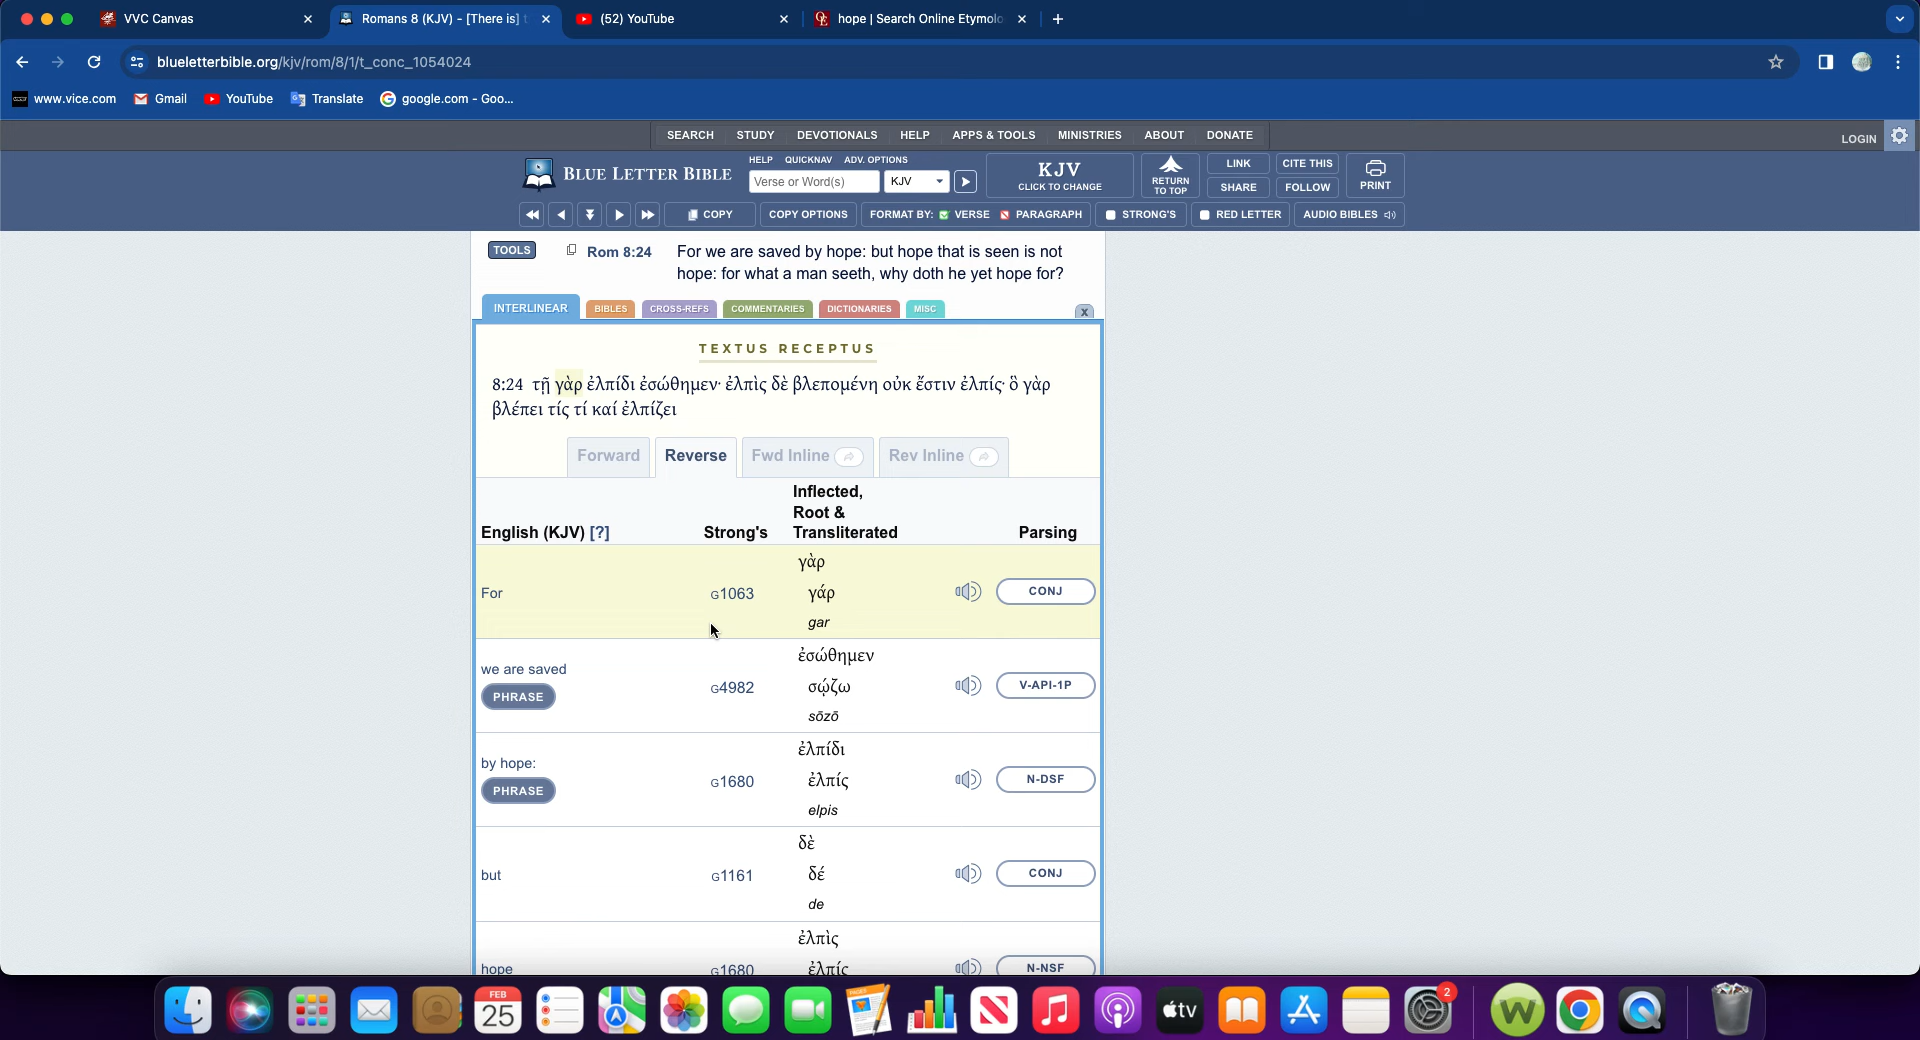 VVC Canvas
Romans 8 (KJV) - [There is] t
(52) YouTube
hope | Search Online Etymolo
blueletterbible.org/kjv/rom/8/1/t_conc_1054024
www.vice.com Gmail YouTube Translate google.com - Goo...
SEARCH STUDY DEVOTIONALS HELP APPS & TOOLS MINISTRIES ABOUT DONATE
LOGIN
BLUE LETTER BIBLE
HELP QUICKNAV ADV. OPTIONS
Verse or Word(s) KJV
KJV
CLICK TO CHANGE
RETURN
TO TOP
LINK CITE THIS
SHARE FOLLOW
PRINT
COPY COPY OPTIONS FORMAT BY: VERSE PARAGRAPH STRONG'S RED LETTER AUDIO BIBLES
TOOLS Rom 8:24 For we are saved by hope: but hope that is seen is not
hope: for what a man seeth, why doth he yet hope for?
INTERLINEAR BIBLES CROSS-REFS COMMENTARIES DICTIONARIES MISC x
TEXTUS RECEPTUS
8:24 τῇ γὰρ ἐλπίδι ἐσώθημεν· ἐλπὶς δὲ βλεπομένη οὐκ ἔστιν ἐλπίς· ὃ γὰρ
βλέπει τίς τί καί ἐλπίζει
Forward Reverse Fwd Inline Rev Inline
English (KJV) [?]
Strong's
Inflected,
Root &
Transliterated
Parsing
For G1063
γὰρ
γάρ
gar
CONJ
we are saved
PHRASE
G4982
ἐσώθημεν
σῴζω
sōzō
V-API-1P
by hope:
PHRASE
G1680
ἐλπίδι
ἐλπίς
elpis
N-DSF
but G1161
δὲ
δέ
de
CONJ
hope G1680
ἐλπὶς
ἐλπίς
N-NSF
FEB
25
PAGES
tv
2
W